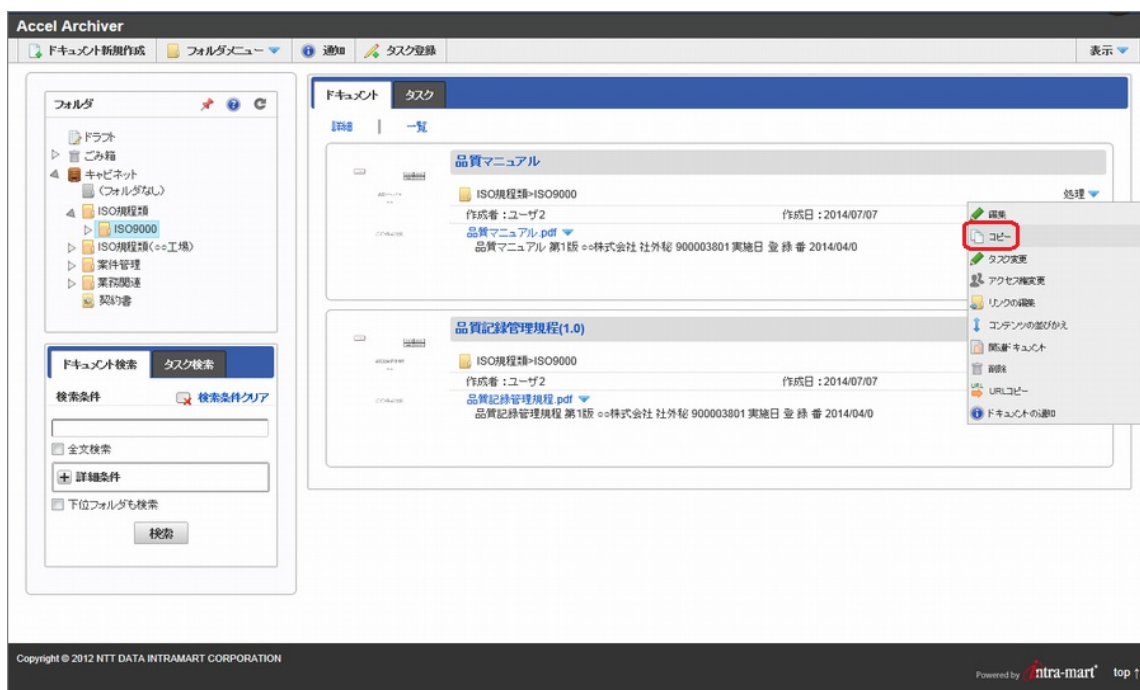 Accel Archiver
ドキュメント新規作成 フォルダメニュー 通知 タスク登録 表示
フォルダ
ドラフト
ごみ箱
キャビネット
(フォルダなし)
ISO規程類
ISO9000
ISO規程類(○○工場)
案件管理
業務関連
契約書
ドキュメント検索 タスク検索
検索条件 検索条件クリア
全文検索
詳細条件
下位フォルダも検索
検索
ドキュメント タスク
詳細 | 一覧
品質マニュアル
ISO規程類>ISO9000 処理
作成者 : ユーザ2 作成日 : 2014/07/07
品質マニュアル.pdf
品質マニュアル 第1版 ○○株式会社 社外秘 900003801 実施日 登 録 番 2014/04/0
品質記録管理規程(1.0)
ISO規程類>ISO9000
作成者 : ユーザ2 作成日 : 2014/07/07
品質記録管理規程.pdf
品質記録管理規程 第1版 ○○株式会社 社外秘 900003801 実施日 登 録 番 2014/04/0
編集
コピー
タスク変更
アクセス権変更
リンクの編集
コンテンツの並びかえ
関連ドキュメント
削除
URLコピー
ドキュメントの通知
Copyright © 2012 NTT DATA INTRAMART CORPORATION
Powered by intra-mart top ↑